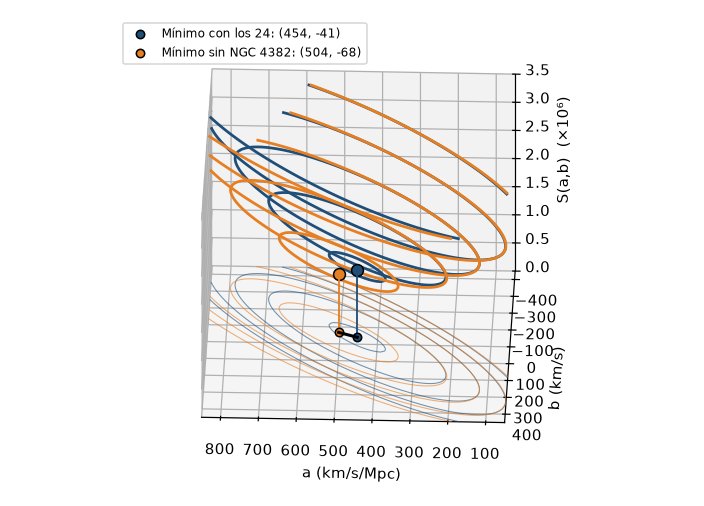 Mínimo con los 24: (454, -41)
Mínimo sin NGC 4382: (504, -68)
3.5
3.0
2.5
2.0
1.5
1.0
0.5
0.0
S(a,b) (×10⁶)
−400
−300
−200
−100
0
100
200
300
400
b (km/s)
800 700 600 500 400 300 200 100
a (km/s/Mpc)